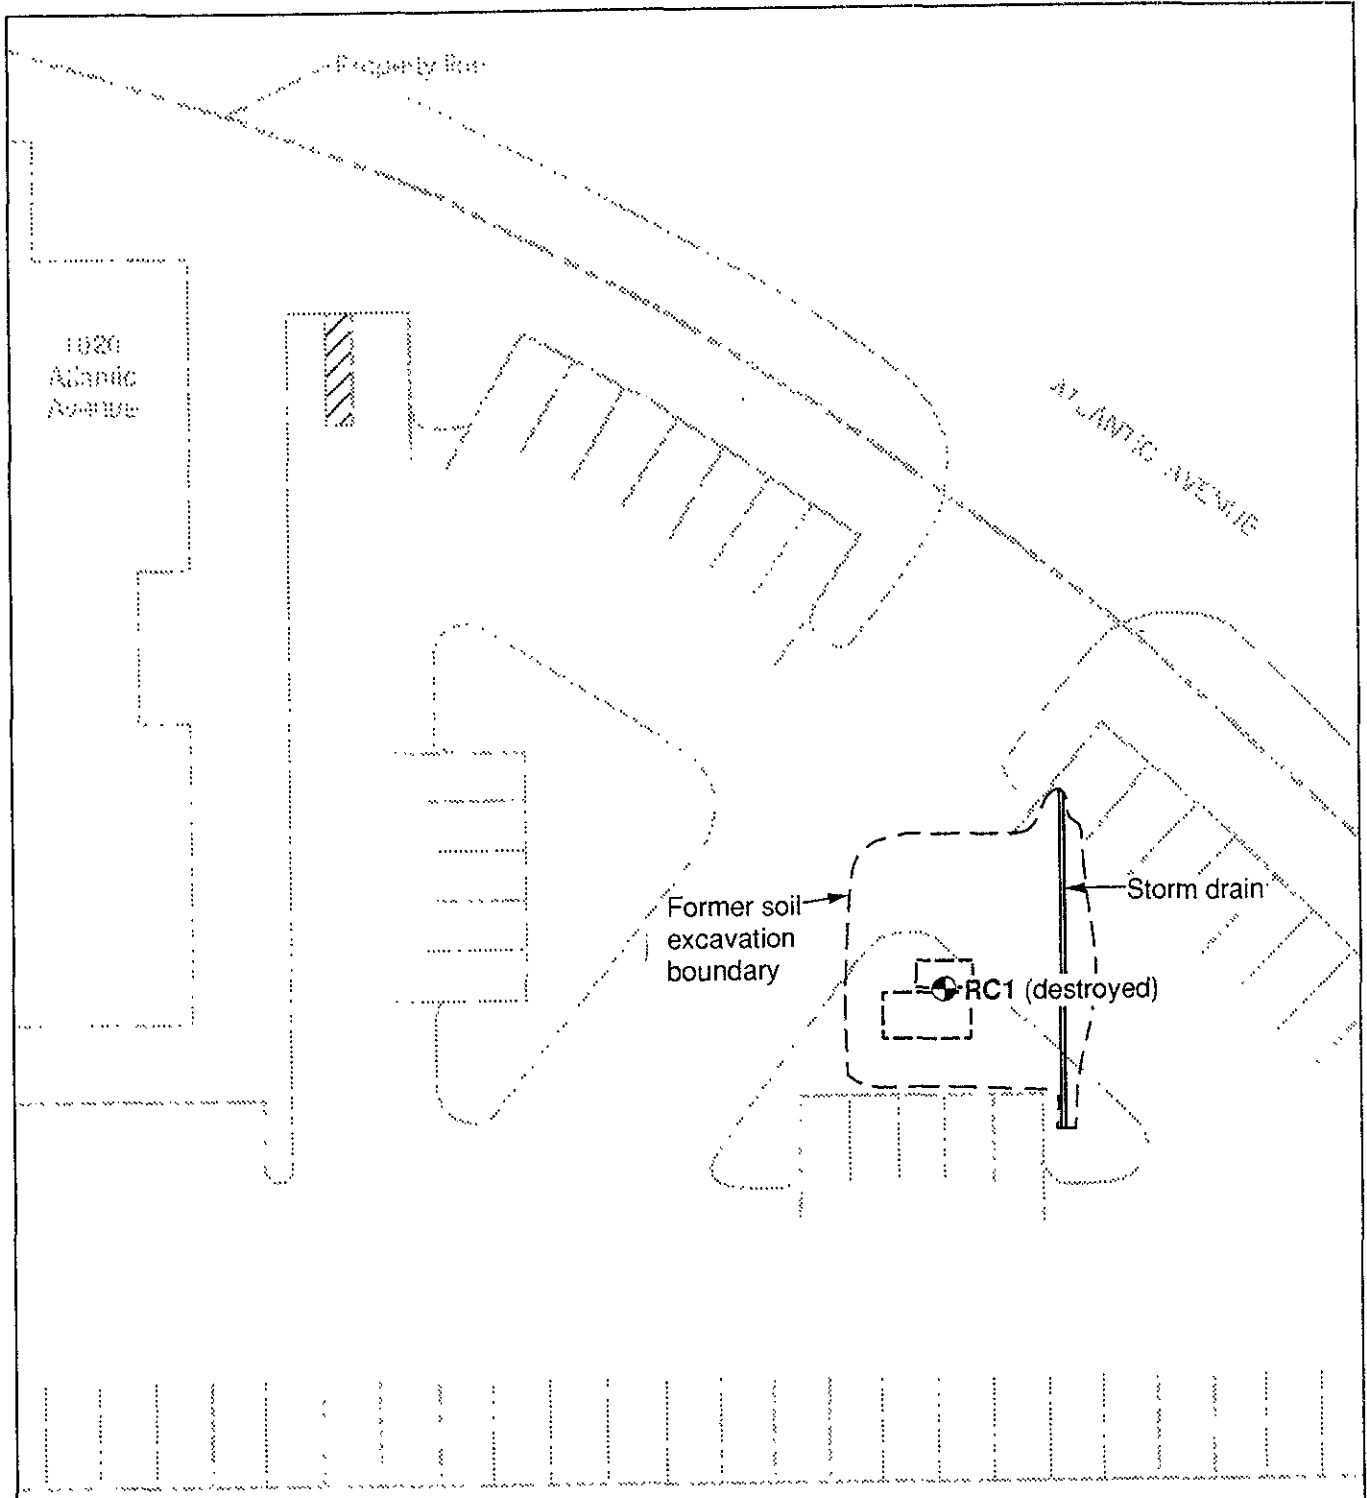 Property line
1020
Atlantic
Avenue
ATLANTIC AVENUE
Former soil
excavation
boundary
Storm drain
RC1 (destroyed)